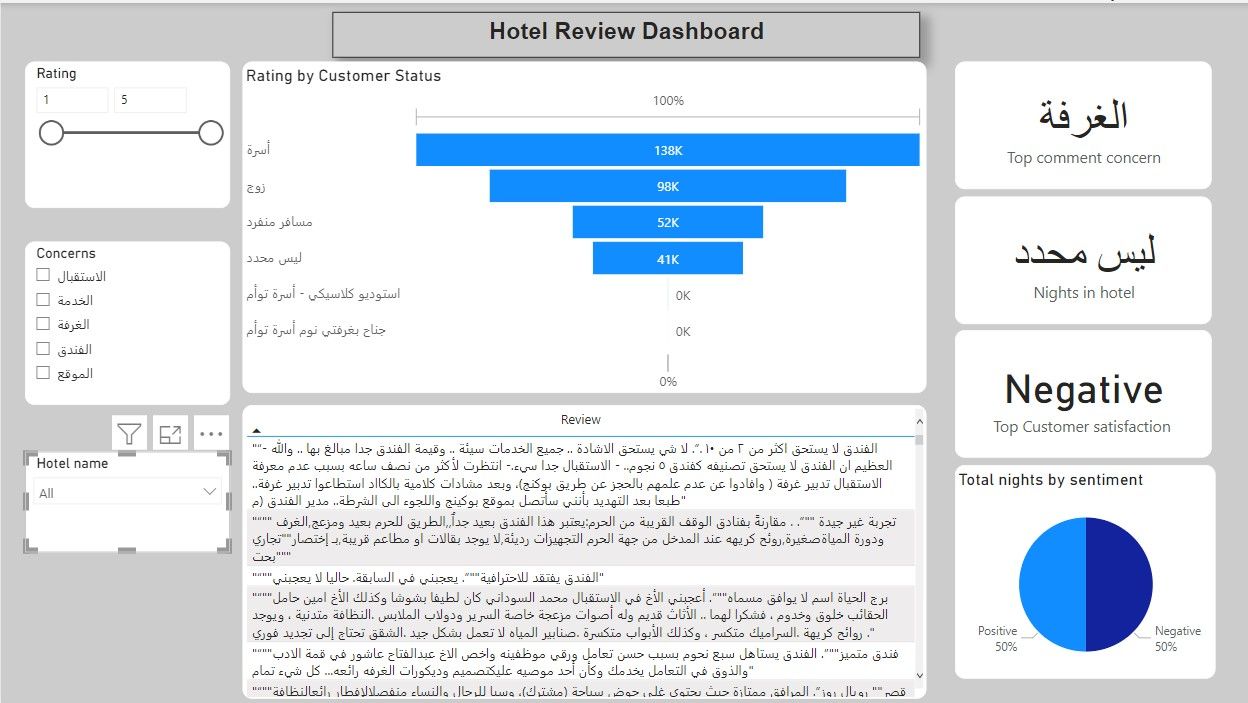 Hotel Review Dashboard
Rating
1
5
Concerns
الاستقبال
الخدمة
الغرفة
الفندق
الموقع
Hotel name
All
Rating by Customer Status
100%
أسرة
138K
زوج
98K
مسافر منفرد
52K
ليس محدد
41K
استوديو كلاسيكي - أسرة توأم
0K
جناح بغرفتي نوم أسرة توأم
0K
0%
Review
"“- الفندق لا يستحق اكثر من ٢ من ١٠ .”. لا شي يستحق الاشادة .. جميع الخدمات سيئة .. وقيمة الفندق جدا مبالغ بها .. والله
العظيم ان الفندق لا يستحق تصنيفه كفندق ٥ نجوم.. - الاستقبال جدا سيء.- انتظرت لأكثر من نصف ساعه بسبب عدم معرفة
الاستقبال تدبير غرفة ( وافادوا عن عدم علمهم بالحجز عن طريق بوكنج)، وبعد مشادات كلامية بالكااد استطاعوا تدبير غرفة..
طبعا بعد التهديد بأنني سأتصل بموقع بوكينج واللجوء الى الشرطة.. مدير الفندق (م"
""“"تجربة غير جيدة """”. . مقارنةً بفنادق الوقف القريبة من الحرم:يعتبر هذا الفندق بعيد جداً,,الطريق للحرم بعيد ومزعج,الغرف
ودورة المياةصغيرة,روئح كريهه عند المدخل من جهة الحرم التجهيزات رديئة,لا يوجد بقالات او مطاعم قريبة,بـ إختصار""تجاري
بحت"""
"“""الفندق يفتقد للاحترافية"""”. يعجبني في السابقة. حاليا لا يعجبني"
"“""برج الحياة اسم لا يوافق مسماه"""”. أعجبني الأخ في الاستقبال محمد السوداني كان لطيفا بشوشا وكذلك الأخ امين حامل
الحقائب خلوق وخدوم ، فشكرا لهما .. الأثاث قديم وله أصوات مزعجة خاصة السرير ودولاب الملابس .النظافة متدنية ، ويوجد
روائح كريهة .السراميك متكسر ، وكذلك الأبواب متكسرة .صنابير المياه لا تعمل بشكل جيد .الشقق تحتاج إلى تجديد فوري ."
"“""فندق متميز"""”. الفندق يستاهل سبع نحوم بسبب حسن تعامل ورقي موظفينه واخص الاخ عبدالفتاح عاشور في قمة الادب
والذوق في التعامل يخدمك وكأن أحد موصيه عليكتصميم وديكورات الغرفه رائعه... كل شيء تمام"
"“""قصر"" رويال روز”. المرافق ممتازة حيث يحتوي على حوض سباحة (مشترك)، وسبا للرجال والنساء منفصلالإفطار رائعالنظافة
الغرفة
Top comment concern
ليس محدد
Nights in hotel
Negative
Top Customer satisfaction
Total nights by sentiment
Positive
50%
Negative
50%